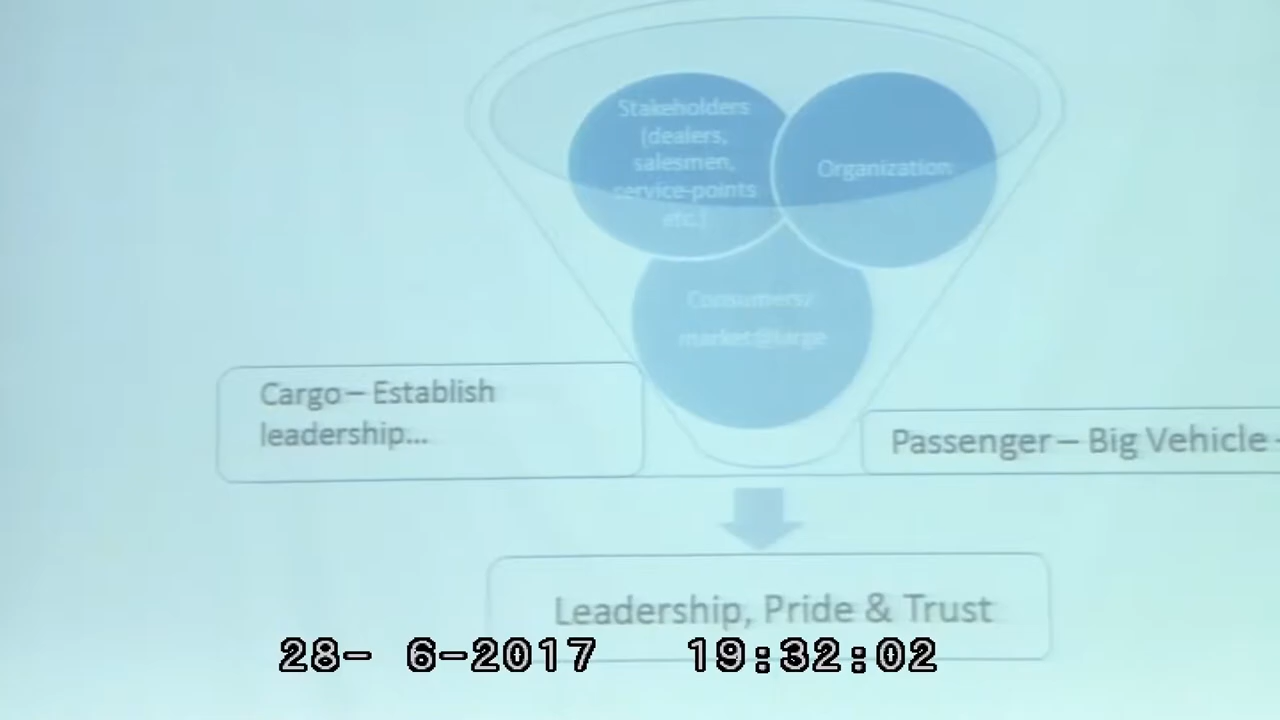 Stakeholders
(dealers,
salesmen,
service-points
etc.)
Organization
Consumers/
market@large
Cargo – Establish
leadership...
Passenger – Big Vehicle -
Leadership, Pride & Trust
28- 6-2017 19:32:02